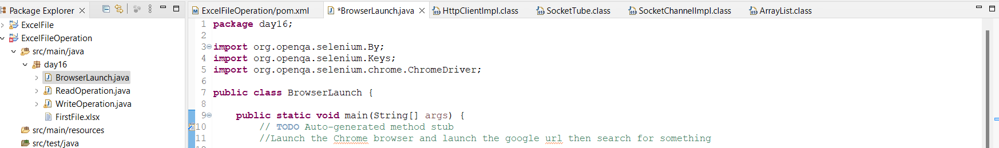 Package Explorer
ExcelFile
ExcelFileOperation
src/main/java
day16
BrowserLaunch.java
ReadOperation.java
WriteOperation.java
FirstFile.xlsx
src/main/resources
src/test/java
ExcelFileOperation/pom.xml *BrowserLaunch.java HttpClientImpl.class SocketTube.class SocketChannelImpl.class ArrayList.class
1 package day16;
2
3 import org.openqa.selenium.By;
4 import org.openqa.selenium.Keys;
5 import org.openqa.selenium.chrome.ChromeDriver;
6
7 public class BrowserLaunch {
8
9 public static void main(String[] args) {
10 // TODO Auto-generated method stub
11 //Launch the Chrome browser and launch the google url then search for something